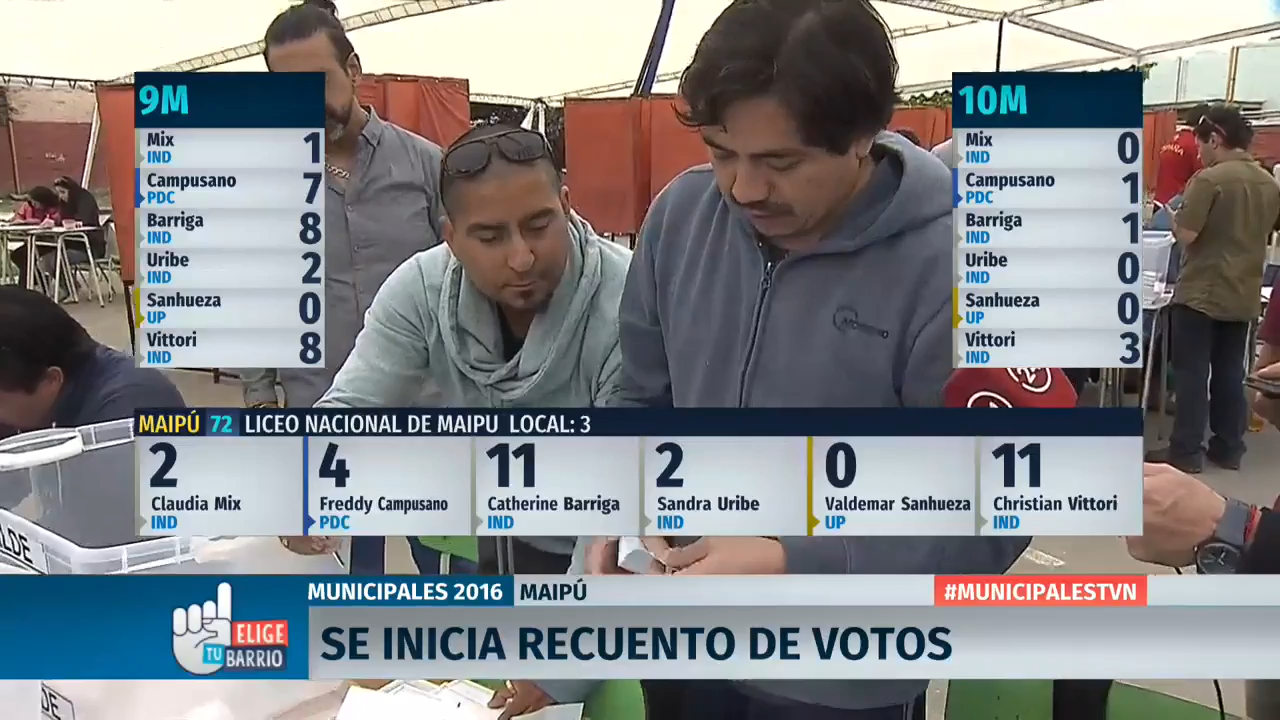 9M
Mix
IND
1
Campusano
PDC
7
Barriga
IND
8
Uribe
IND
2
Sanhueza
UP
0
Vittori
IND
8
10M
Mix
IND
0
Campusano
PDC
1
Barriga
IND
1
Uribe
IND
0
Sanhueza
UP
0
Vittori
IND
3
MAIPÚ 72 LICEO NACIONAL DE MAIPU LOCAL: 3
2
Claudia Mix
IND
4
Freddy Campusano
PDC
11
Catherine Barriga
IND
2
Sandra Uribe
IND
0
Valdemar Sanhueza
UP
11
Christian Vittori
IND
MUNICIPALES 2016 MAIPÚ
#MUNICIPALESTVN
ELIGE
TU BARRIO
SE INICIA RECUENTO DE VOTOS